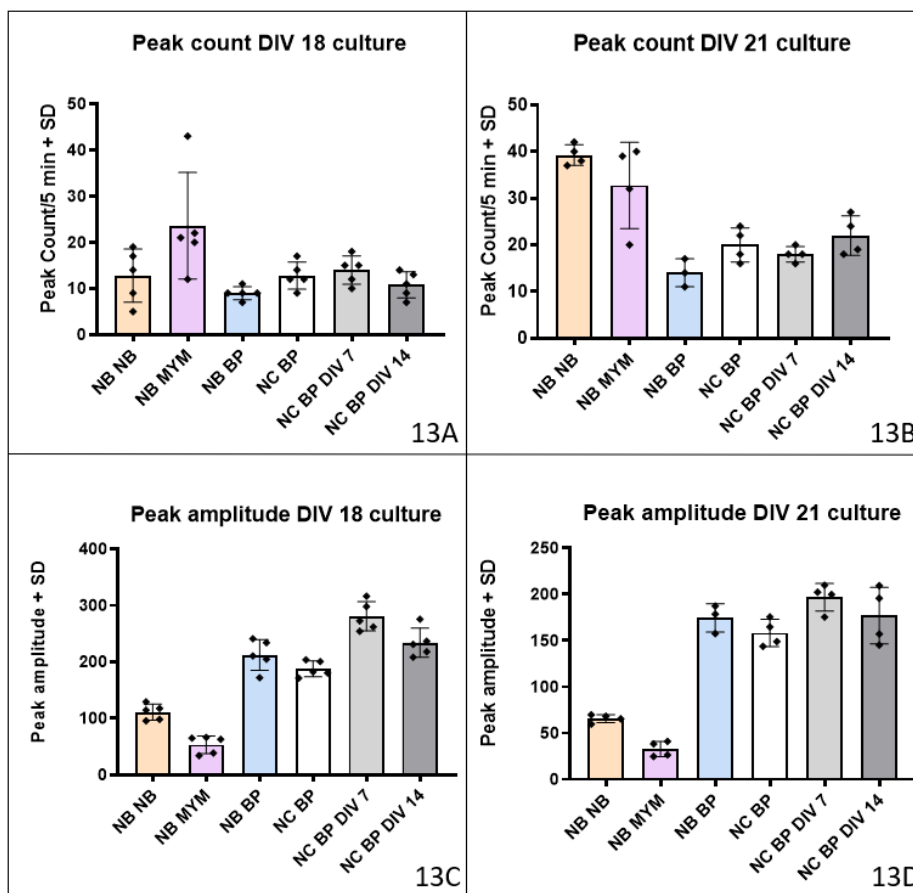 Peak count DIV 18 culture
Peak Count/5 min + SD
50
40
30
20
10
0
NB NB
NB MYM
NB BP
NC BP
NC BP DIV 7
NC BP DIV 14
13A
Peak count DIV 21 culture
Peak Count/5 min + SD
50
40
30
20
10
0
NB NB
NB MYM
NB BP
NC BP
NC BP DIV 7
NC BP DIV 14
13B
Peak amplitude DIV 18 culture
Peak amplitude + SD
400
300
200
100
0
NB NB
NB MYM
NB BP
NC BP
NC BP DIV 7
NC BP DIV 14
13C
Peak amplitude DIV 21 culture
Peak amplitude + SD
250
200
150
100
50
0
NB NB
NB MYM
NB BP
NC BP
NC BP DIV 7
NC BP DIV 14
13D